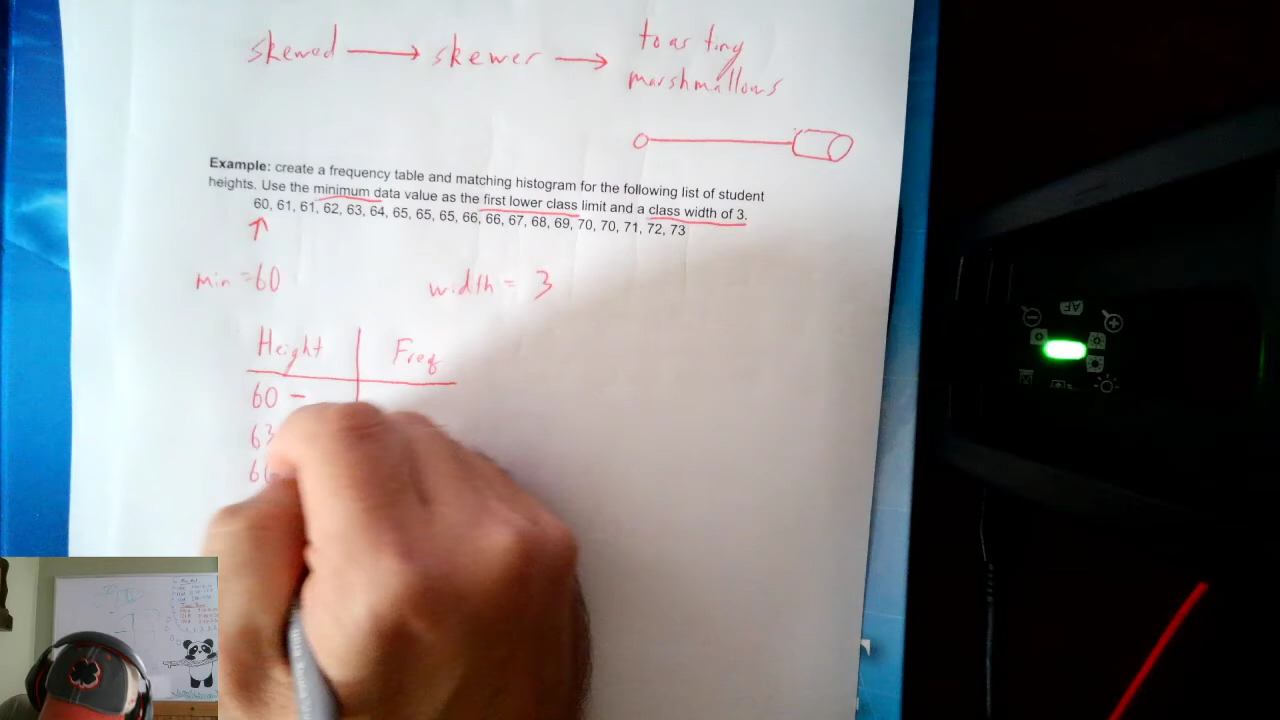 skewed → skewer → toasting
marshmallows
Example: create a frequency table and matching histogram for the following list of student
heights. Use the minimum data value as the first lower class limit and a class width of 3.
60, 61, 61, 62, 63, 64, 65, 65, 65, 66, 66, 67, 68, 69, 70, 70, 71, 72, 73
min = 60 width = 3
Height Freq
60 -
63
AF